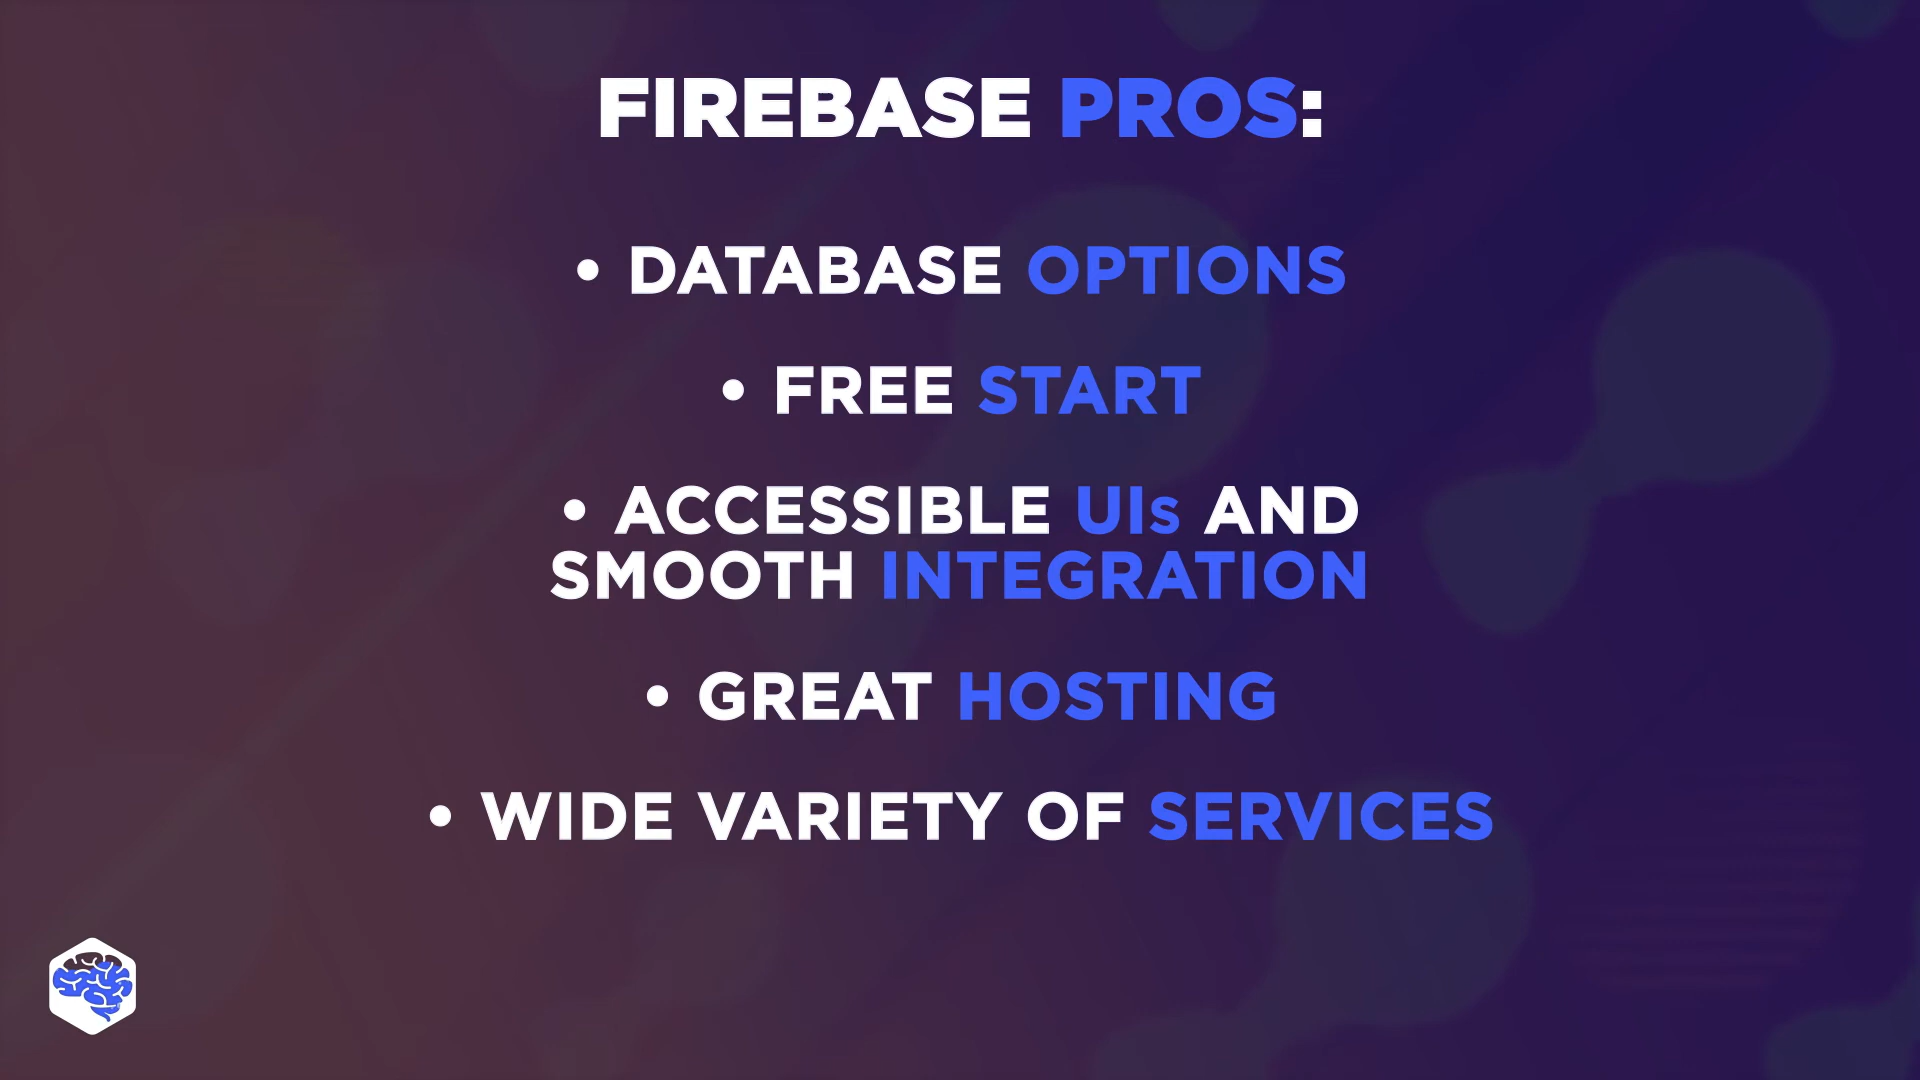 FIREBASE PROS:
• DATABASE OPTIONS
• FREE START
• ACCESSIBLE UIs AND
SMOOTH INTEGRATION
• GREAT HOSTING
• WIDE VARIETY OF SERVICES